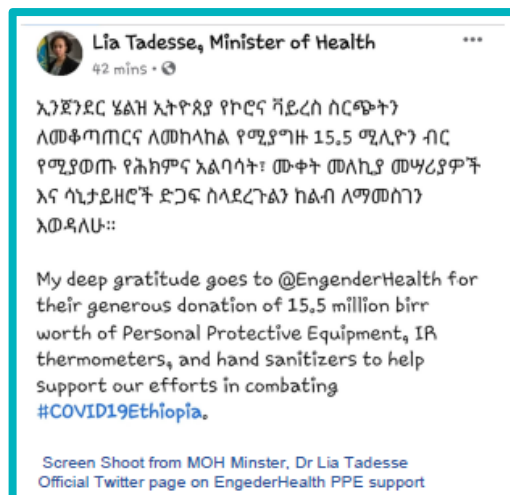 Lia Tadesse, Minister of Health
42 mins •
ኢንጀንደር ሄልዝ ኢትዮጵያ የኮሮና ቫይረስ ስርጭትን
ለመቆጣጠርና ለመከላከል የሚያግዙ 15.5 ሚሊዮን ብር
የሚያወጡ የሕክምና አልባሳት፣ ሙቀት መለኪያ መሣሪያዎች
እና ሳኒታይዘሮች ድጋፍ ስላደረጉልን ከልብ ለማመስገን
እወዳለሁ።
My deep gratitude goes to @EngenderHealth for
their generous donation of 15.5 million birr
worth of Personal Protective Equipment, IR
thermometers, and hand sanitizers to help
support our efforts in combating
#COVID19Ethiopia.
Screen Shoot from MOH Minster, Dr Lia Tadesse
Official Twitter page on EngederHealth PPE support